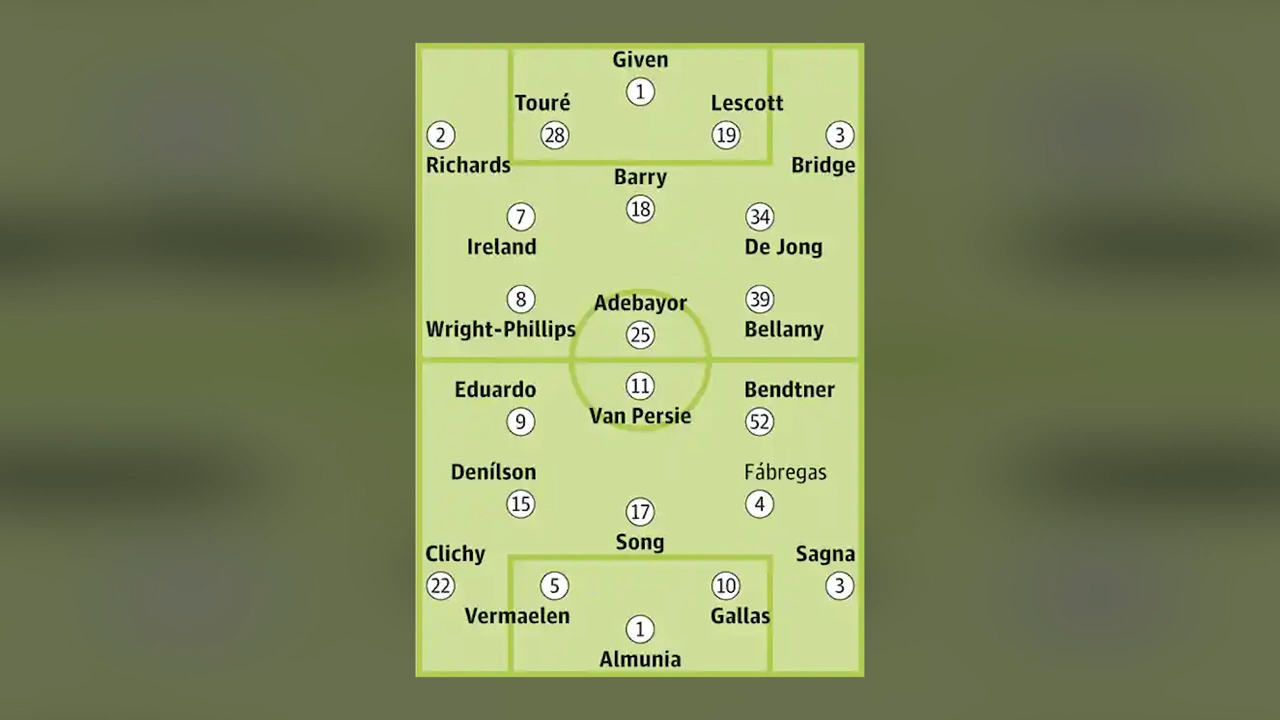 Given
1
Touré
Lescott
2
28
19
3
Richards
Bridge
Barry
18
7
34
Ireland
De Jong
8
Adebayor
39
Wright-Phillips
25
Bellamy
Eduardo
11
Bendtner
9
Van Persie
52
Denílson
Fábregas
15
17
4
Song
Clichy
Sagna
22
5
10
3
Vermaelen
Gallas
1
Almunia